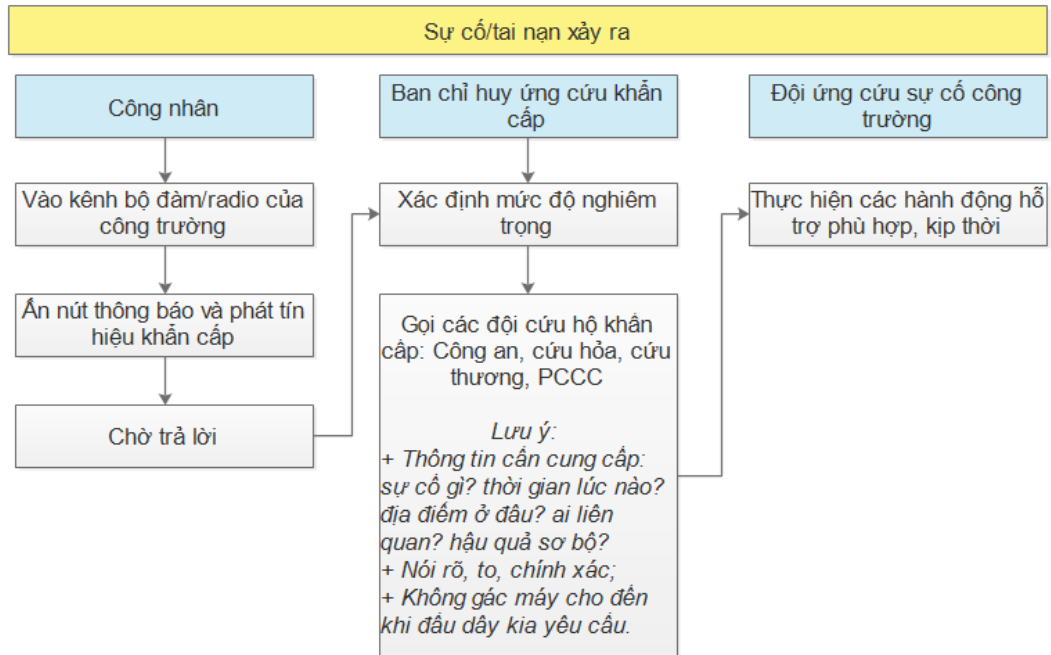 Sự cố/tai nạn xảy ra
Công nhân
Vào kênh bộ đàm/radio của
công trường
Ấn nút thông báo và phát tín
hiệu khẩn cấp
Chờ trả lời
Ban chỉ huy ứng cứu khẩn
cấp
Xác định mức độ nghiêm
trọng
Gọi các đội cứu hộ khẩn
cấp: Công an, cứu hỏa, cứu
thương, PCCC
Lưu ý:
+ Thông tin cần cung cấp:
sự cố gì? thời gian lúc nào?
địa điểm ở đâu? ai liên
quan? hậu quả sơ bộ?
+ Nói rõ, to, chính xác;
+ Không gác máy cho đến
khi đầu dây kia yêu cầu.
Đội ứng cứu sự cố công
trường
Thực hiện các hành động hỗ
trợ phù hợp, kịp thời